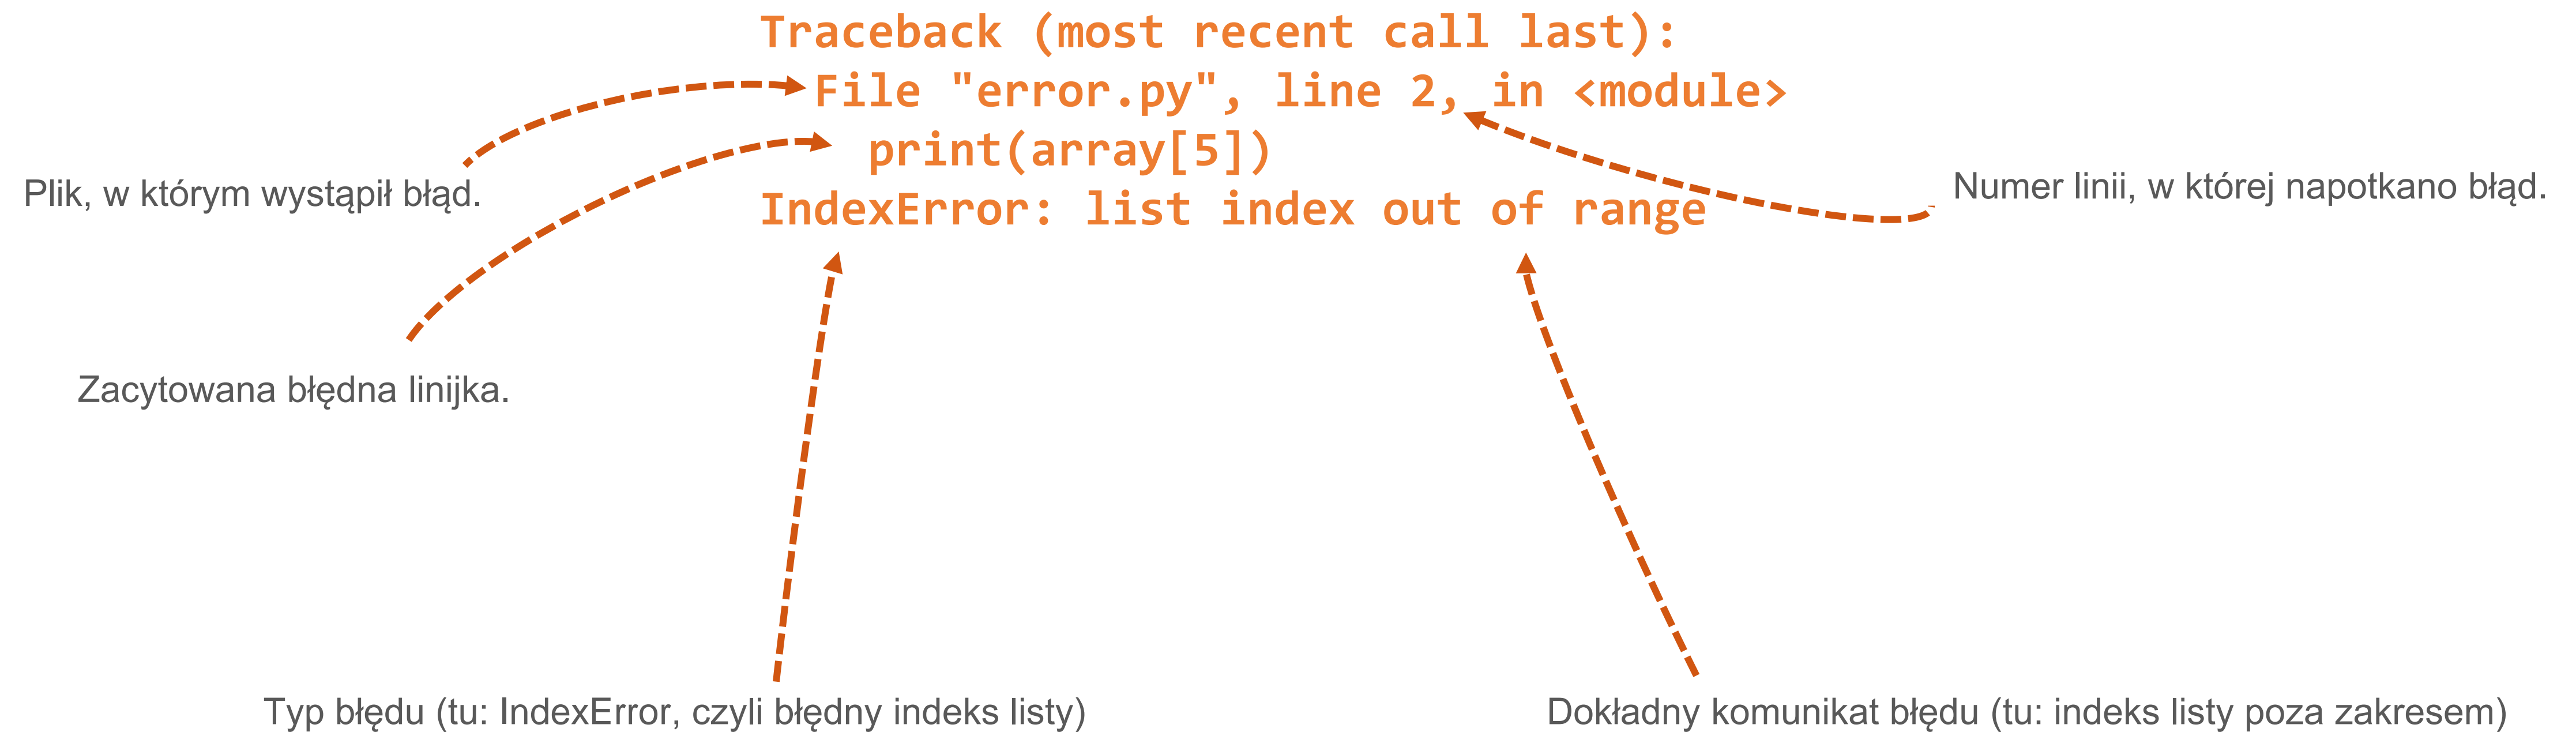 Traceback (most recent call last):
File "error.py", line 2, in <module>
print(array[5])
IndexError: list index out of range
Plik, w którym wystąpił błąd.
Numer linii, w której napotkano błąd.
Zacytowana błędna linijka.
Typ błędu (tu: IndexError, czyli błędny indeks listy)
Dokładny komunikat błędu (tu: indeks listy poza zakresem)